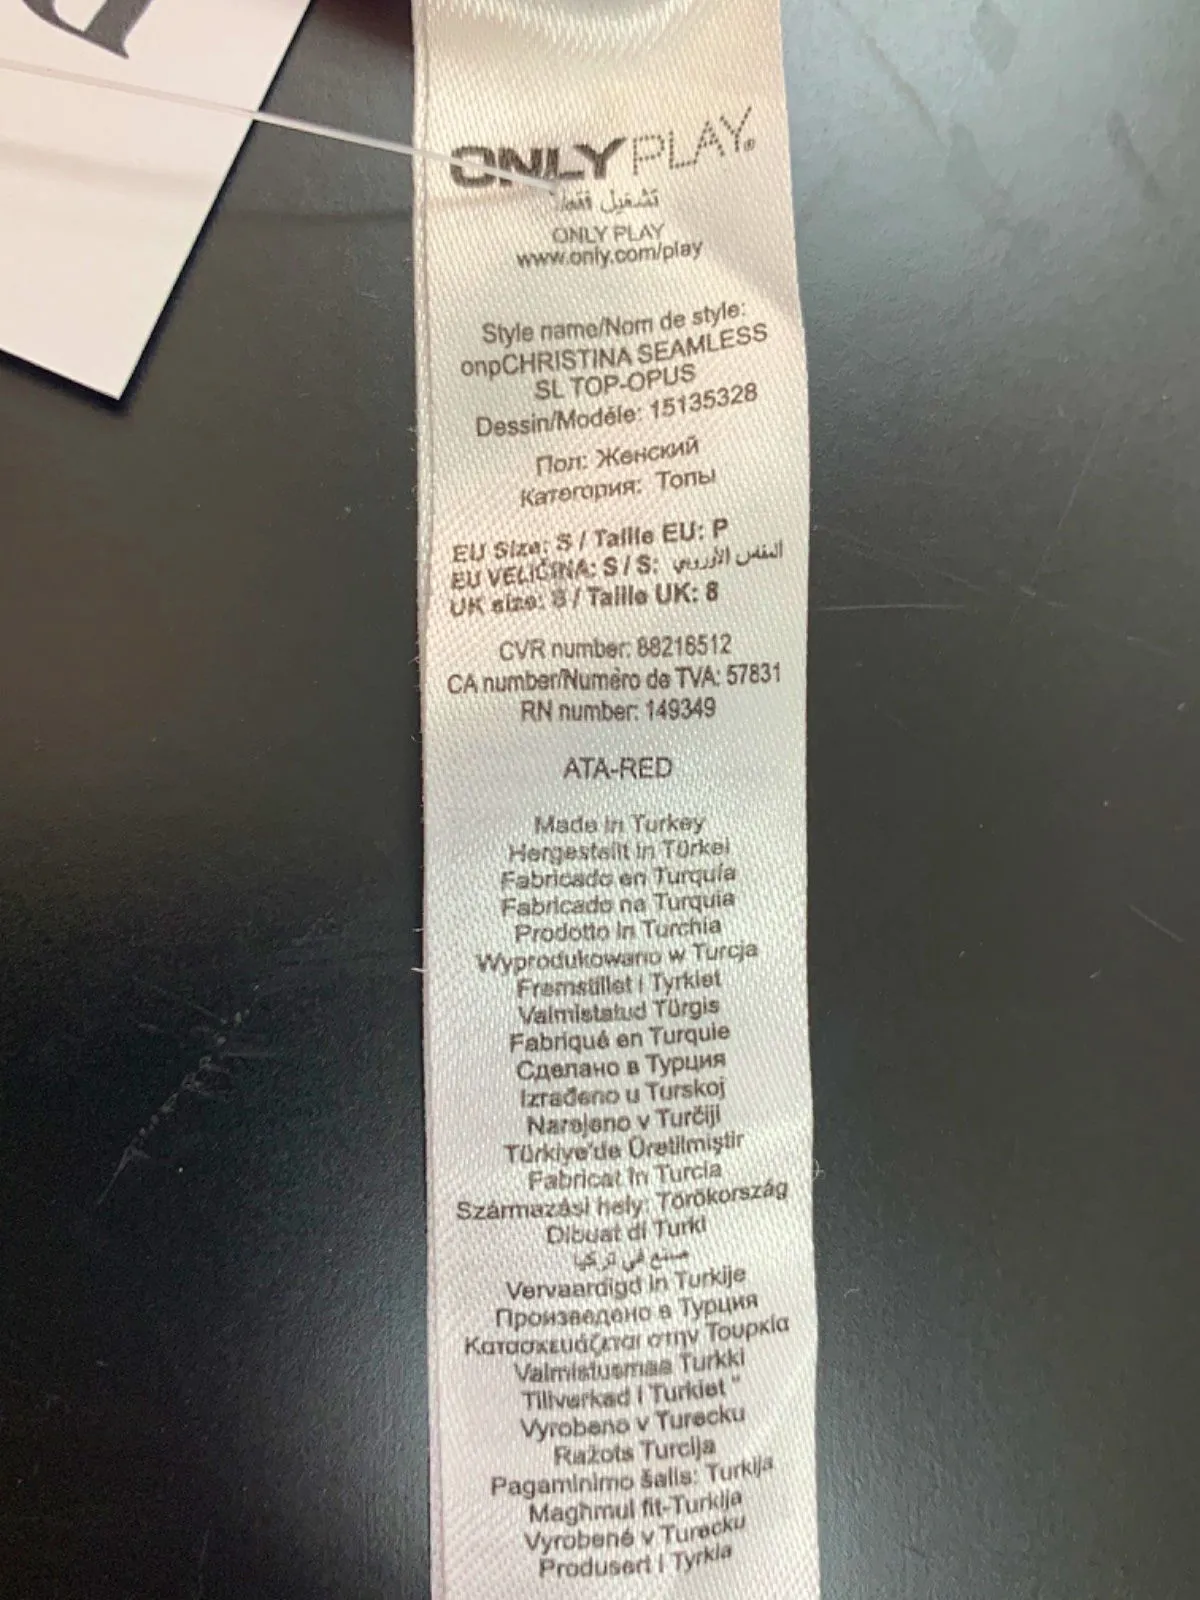 ONLY PLAY®
تشغيل فقط
ONLY PLAY
www.only.com/play
Style name/Nom de style:
onpCHRISTINA SEAMLESS
SL TOP-OPUS
Dessin/Modéle: 15135328
Пол: Женский
Категория: Топы
EU Size: S / Taille EU: P
EU VELIČINA: S / S: المقاس الأوروبي
UK size: 8 / Taille UK: 8
CVR number: 88216512
CA number/Numéro de TVA: 57831
RN number: 149349
ATA-RED
Made in Turkey
Hergestellt in Türkei
Fabricado en Turquía
Fabricado na Turquia
Prodotto in Turchia
Wyprodukowano w Turcja
Fremstillet i Tyrkiet
Valmistatud Türgis
Fabriqué en Turquie
Сделано в Турция
Izrađeno u Turskoj
Narejeno v Turčiji
Türkiye'de Üretilmiştir
Fabricat în Turcia
Származási hely: Törökország
Dibuat di Turki
صنع في تركيا
Vervaardigd in Turkije
Произведено в Турция
Κατασκευάζεται στην Τουρκία
Valmistusmaa Turkki
Tillverkad i Turkiet "
Vyrobeno v Turecku
Ražots Turcija
Pagaminimo šalis: Turkija
Magħmul fit-Turkija
Vyrobené v Turecku
Produsert i Tyrkia